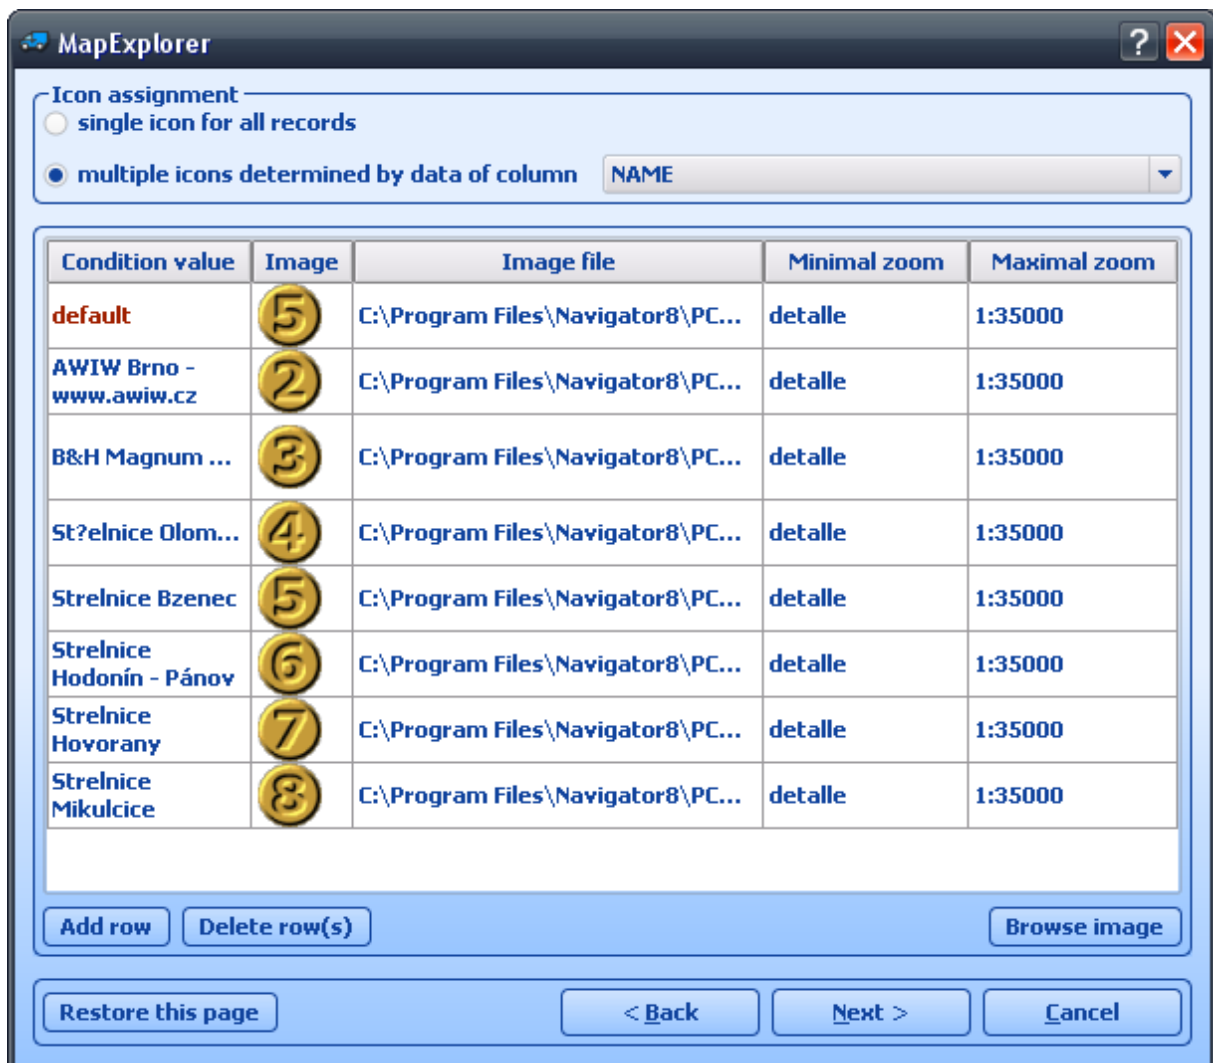 MapExplorer
Icon assignment
single icon for all records
multiple icons determined by data of column NAME
Condition value Image Image file Minimal zoom Maximal zoom
default 5 C:\Program Files\Navigator8\PC... detalle 1:35000
AWIW Brno -
www.awiw.cz 2 C:\Program Files\Navigator8\PC... detalle 1:35000
B&H Magnum ... 3 C:\Program Files\Navigator8\PC... detalle 1:35000
St?elnice Olom... 4 C:\Program Files\Navigator8\PC... detalle 1:35000
Strelnice Bzenec 5 C:\Program Files\Navigator8\PC... detalle 1:35000
Strelnice
Hodonín - Pánov 6 C:\Program Files\Navigator8\PC... detalle 1:35000
Strelnice
Hovorany 7 C:\Program Files\Navigator8\PC... detalle 1:35000
Strelnice
Mikulcice 8 C:\Program Files\Navigator8\PC... detalle 1:35000
Add row Delete row(s) Browse image
Restore this page < Back Next > Cancel